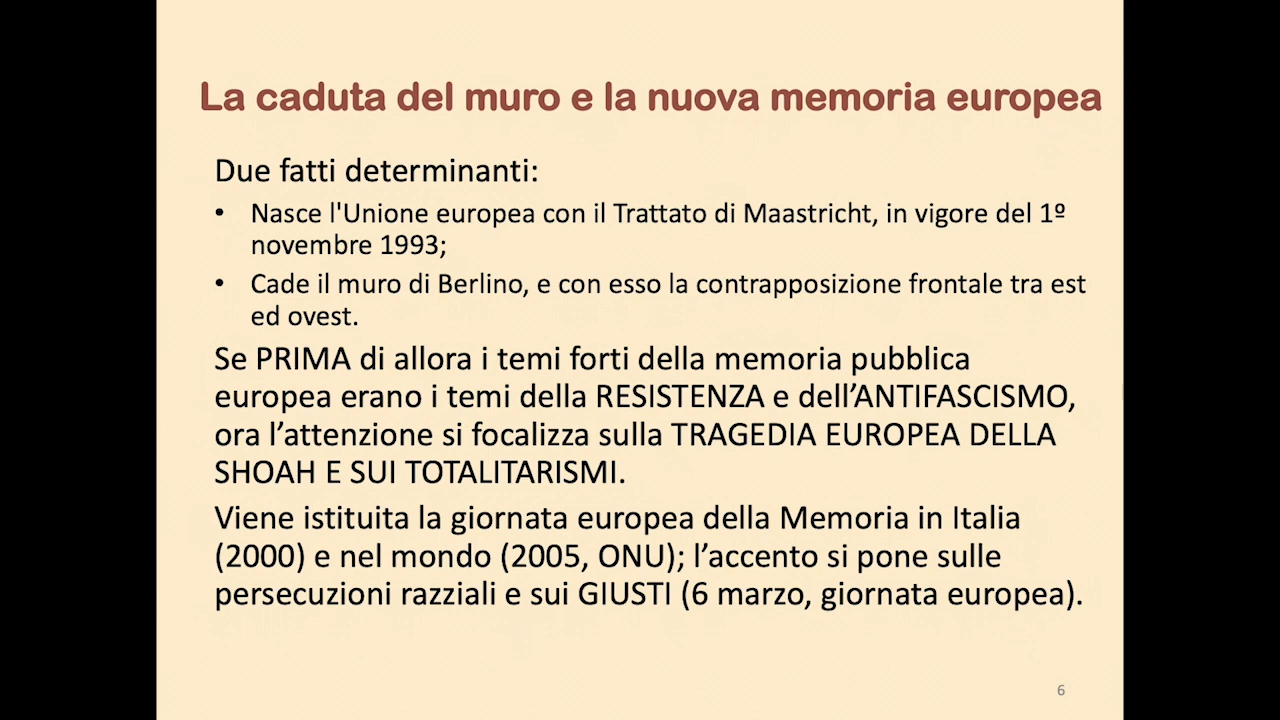 La caduta del muro e la nuova memoria europea
Due fatti determinanti:
• Nasce l'Unione europea con il Trattato di Maastricht, in vigore del 1º
novembre 1993;
• Cade il muro di Berlino, e con esso la contrapposizione frontale tra est
ed ovest.
Se PRIMA di allora i temi forti della memoria pubblica
europea erano i temi della RESISTENZA e dell’ANTIFASCISMO,
ora l’attenzione si focalizza sulla TRAGEDIA EUROPEA DELLA
SHOAH E SUI TOTALITARISMI.
Viene istituita la giornata europea della Memoria in Italia
(2000) e nel mondo (2005, ONU); l’accento si pone sulle
persecuzioni razziali e sui GIUSTI (6 marzo, giornata europea).
6